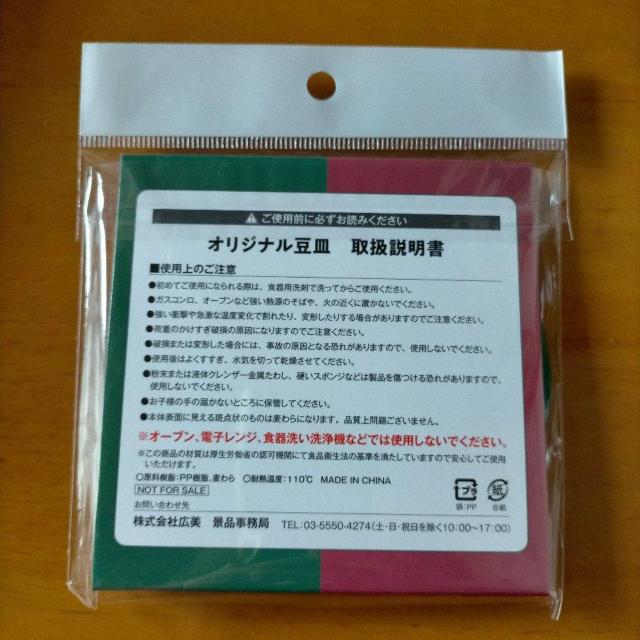 ⚠ご使用前に必ずお読みください
オリジナル豆皿　取扱説明書
■使用上のご注意
●初めてご使用になられる際は、食器用洗剤で洗ってからご使用ください。
●ガスコンロ、オーブンなど強い熱源のそばや、火の近くに置かないでください。
●強い衝撃や急激な温度変化で割れたり、変形したりする場合がありますのでご注意ください。
●荷重のかけすぎ破損の原因になりますのでご注意ください。
●破損または変形した場合には、事故の原因となる恐れがありますので、使用しないでください。
●使用後はよくすすぎ、水気を切って乾燥させてください。
●粉末または液体クレンザー金属たわし、硬いスポンジなどは製品を傷つける恐れがありますので、
使用しないでください。
●お子様の手の届かないところに保管してください。
●本体表面に見える斑点状のものは麦わらになります。品質上問題ございません。
※オーブン、電子レンジ、食器洗い洗浄機などでは使用しないでください。
※この商品の材質は厚生労働省の認可機関にて食品衛生法の基準を満たしていますので安心してご使用
いただけます。
○原料樹脂:PP樹脂、麦わら　○耐熱温度:110℃　MADE IN CHINA
NOT FOR SALE
プラ 紙
袋:PP 台紙
お問い合わせ先
株式会社広美　景品事務局　TEL:03-5550-4274(土・日・祝日を除く10:00~17:00)